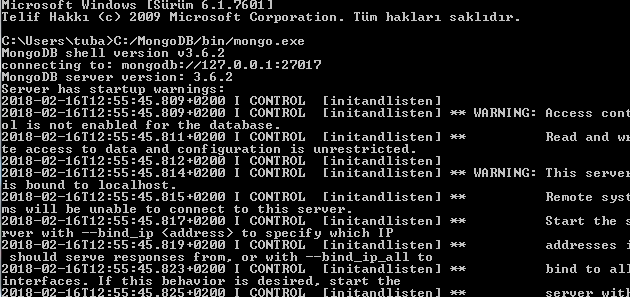 Microsoft Windows [Sürüm 6.1.7601]
Telif Hakkı (c) 2009 Microsoft Corporation. Tüm hakları saklıdır.
C:\Users\tuba>C:/MongoDB/bin/mongo.exe
MongoDB shell version v3.6.2
connecting to: mongodb://127.0.0.1:27017
MongoDB server version: 3.6.2
Server has startup warnings:
2018-02-16T12:55:45.809+0200 I CONTROL  [initandlisten]
2018-02-16T12:55:45.809+0200 I CONTROL  [initandlisten] ** WARNING: Access cont
ol is not enabled for the database.
2018-02-16T12:55:45.811+0200 I CONTROL  [initandlisten] **          Read and wr
te access to data and configuration is unrestricted.
2018-02-16T12:55:45.812+0200 I CONTROL  [initandlisten]
2018-02-16T12:55:45.814+0200 I CONTROL  [initandlisten] ** WARNING: This server
is bound to localhost.
2018-02-16T12:55:45.815+0200 I CONTROL  [initandlisten] **          Remote syst
ms will be unable to connect to this server.
2018-02-16T12:55:45.817+0200 I CONTROL  [initandlisten] **          Start the s
rver with --bind_ip <address> to specify which IP
2018-02-16T12:55:45.819+0200 I CONTROL  [initandlisten] **          addresses i
should serve responses from, or with --bind_ip_all to
2018-02-16T12:55:45.823+0200 I CONTROL  [initandlisten] **          bind to all
interfaces. If this behavior is desired, start the
2018-02-16T12:55:45.825+0200 I CONTROL  [initandlisten] **          server with